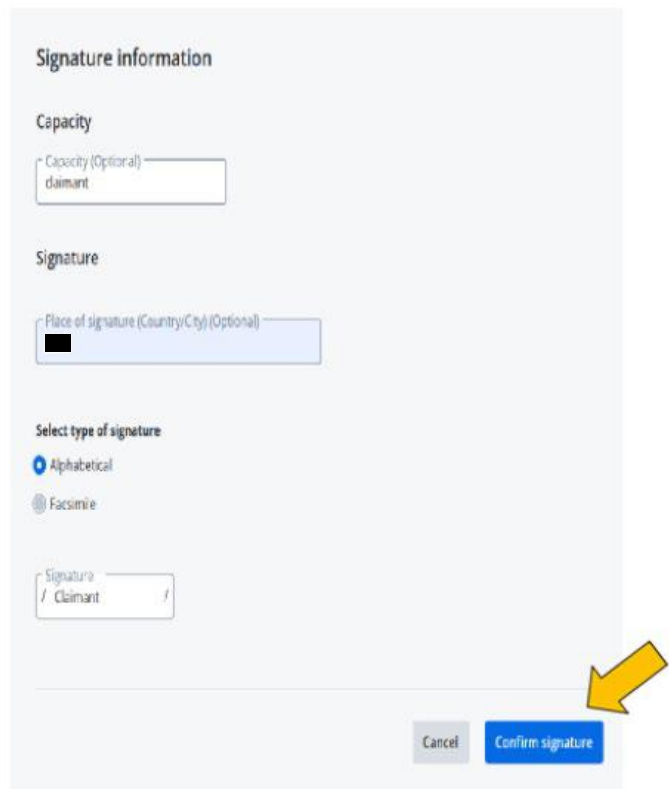 Signature information
Capacity
Capacity (Optional)
claimant
Signature
Place of signature (Country/City) (Optional)
Select type of signature
Alphabetical
Facsimile
Signature
/ Claimant /
Cancel Confirm signature